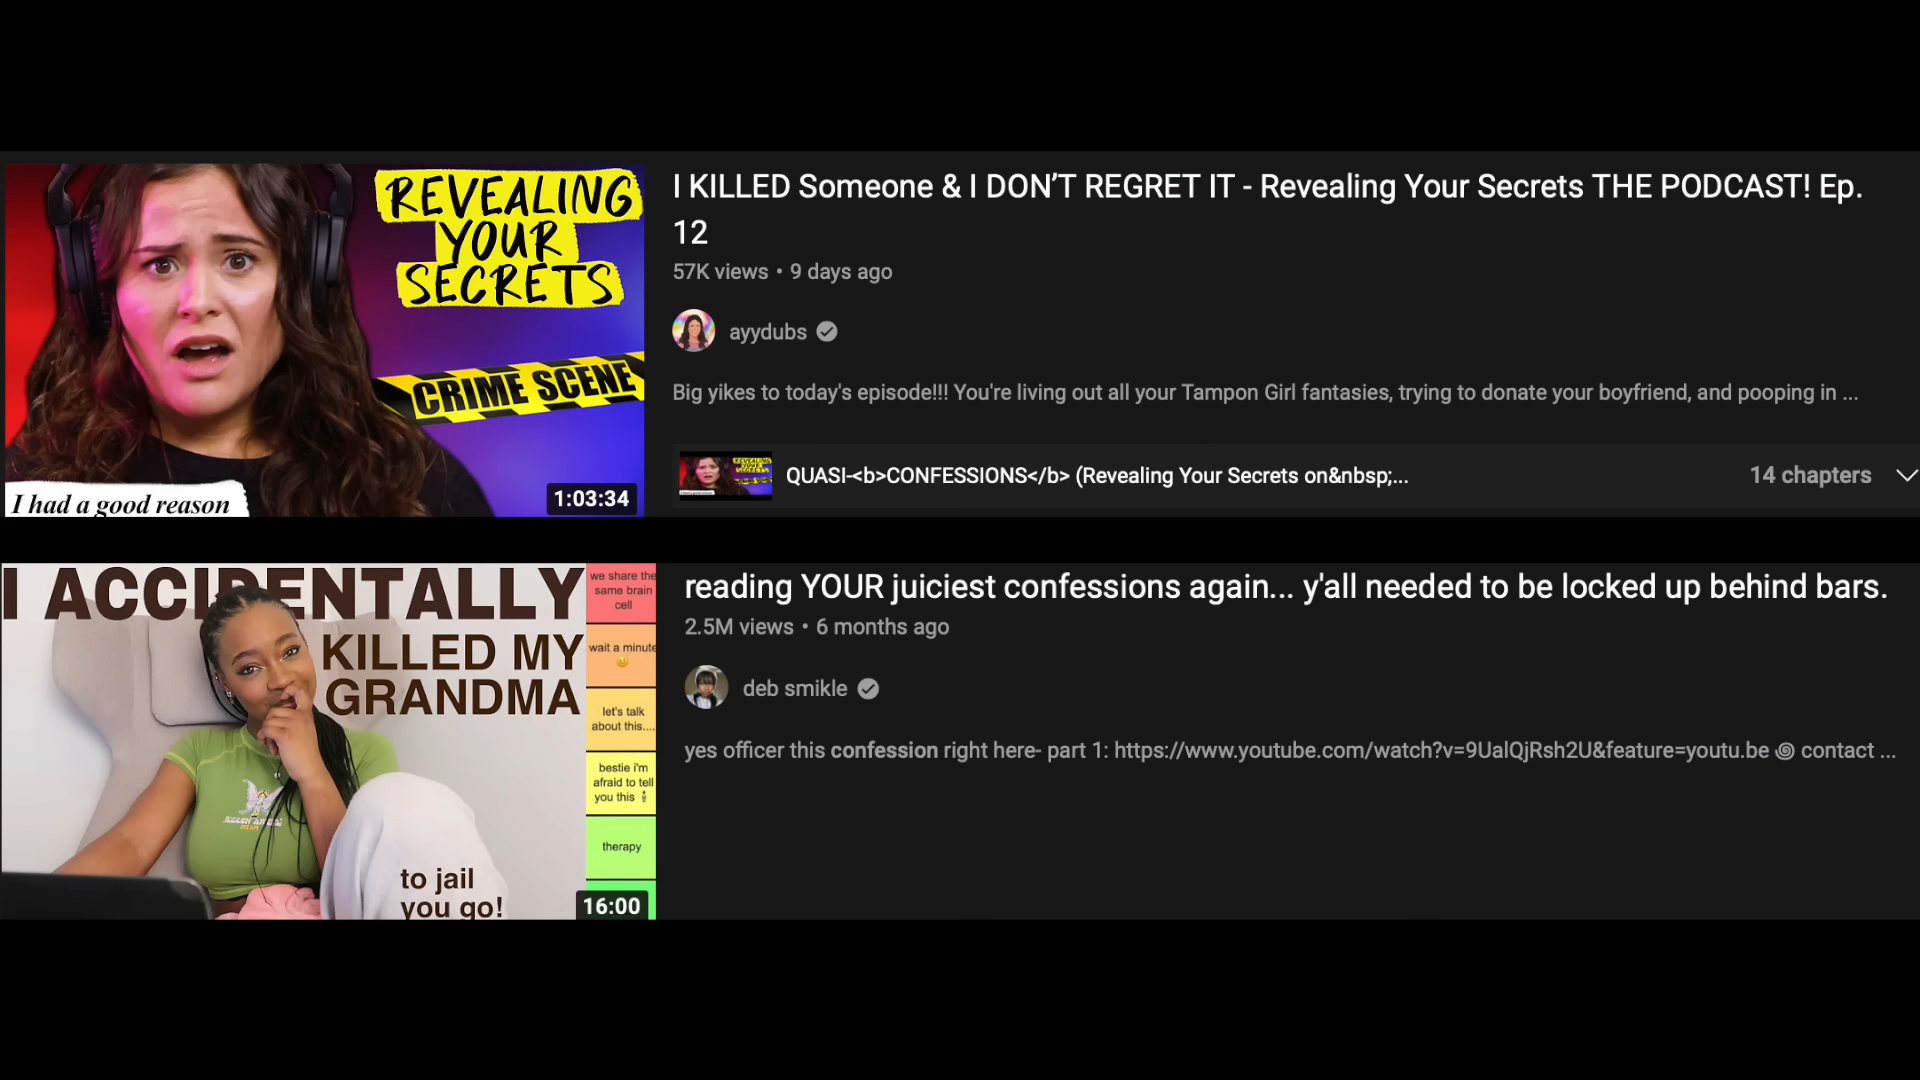 REVEALING
YOUR
SECRETS
CRIME SCENE
I had a good reason
1:03:34
I KILLED Someone & I DON’T REGRET IT - Revealing Your Secrets THE PODCAST! Ep.
12
57K views • 9 days ago
ayydubs
Big yikes to today's episode!!! You're living out all your Tampon Girl fantasies, trying to donate your boyfriend, and pooping in ...
QUASI-<b>CONFESSIONS</b> (Revealing Your Secrets on&nbsp;...
14 chapters
I ACCIDENTALLY
KILLED MY
GRANDMA
to jail
you go!
we share the
same brain
cell
wait a minute
let's talk
about this....
bestie i'm
afraid to tell
you this
therapy
16:00
reading YOUR juiciest confessions again... y'all needed to be locked up behind bars.
2.5M views • 6 months ago
deb smikle
yes officer this confession right here- part 1: https://www.youtube.com/watch?v=9UalQjRsh2U&feature=youtu.be contact ...